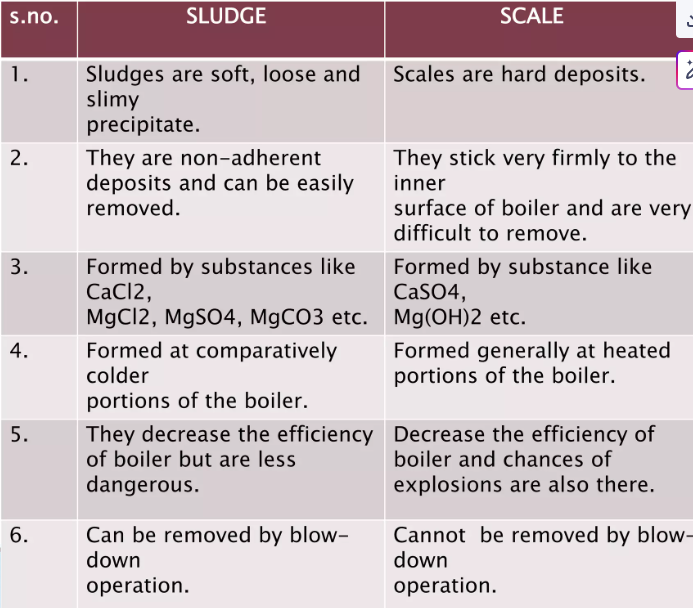 s.no. SLUDGE SCALE
1. Sludges are soft, loose and Scales are hard deposits.
slimy
precipitate.
2. They are non-adherent They stick very firmly to the
deposits and can be easily inner
removed. surface of boiler and are very
difficult to remove.
3. Formed by substances like Formed by substance like
CaCl2, CaSO4,
MgCl2, MgSO4, MgCO3 etc. Mg(OH)2 etc.
4. Formed at comparatively Formed generally at heated
colder portions of the boiler.
portions of the boiler.
5. They decrease the efficiency Decrease the efficiency of
of boiler but are less boiler and chances of
dangerous. explosions are also there.
6. Can be removed by blow- Cannot be removed by blow-
down down
operation. operation.